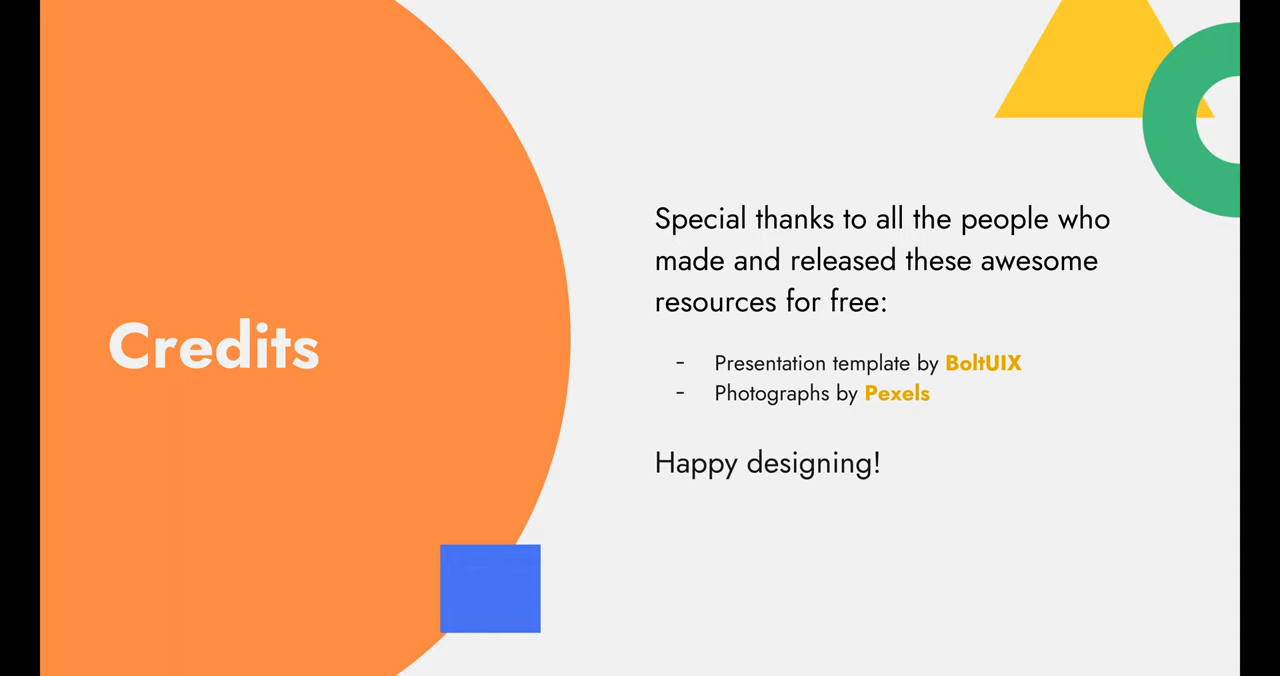 Credits
Special thanks to all the people who
made and released these awesome
resources for free:
- Presentation template by BoltUIX
- Photographs by Pexels
Happy designing!